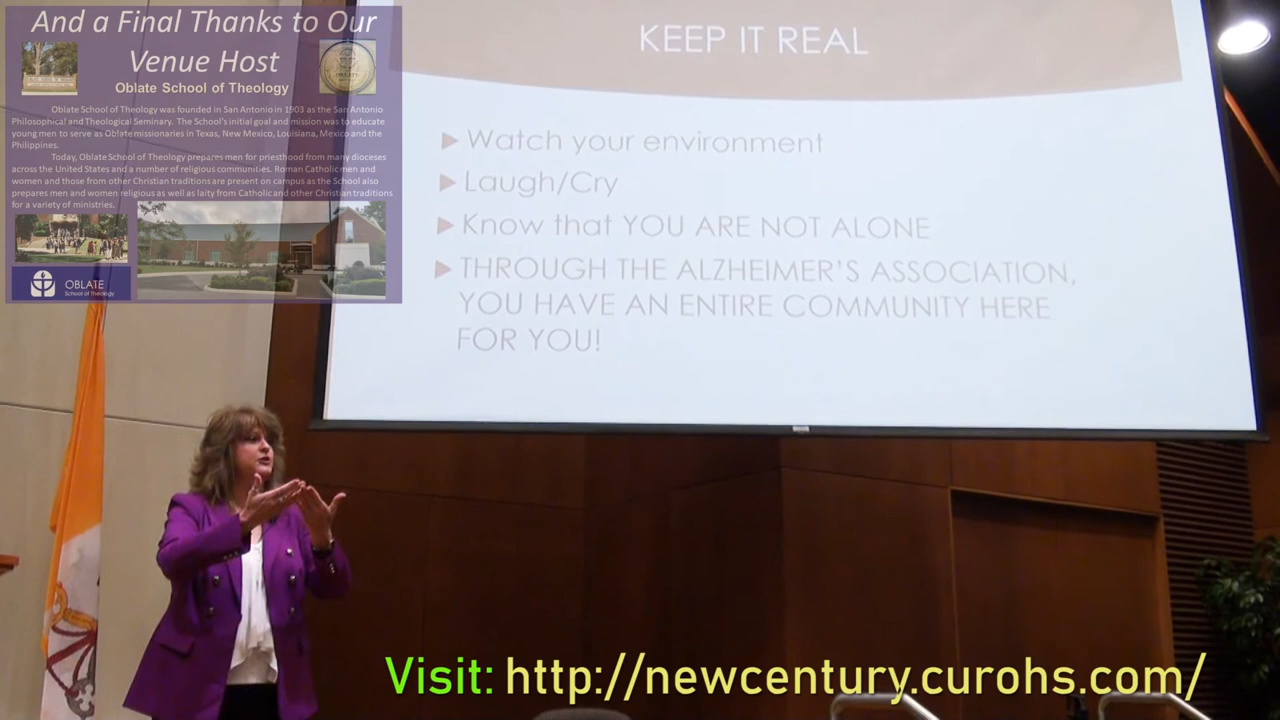 And a Final Thanks to Our
Venue Host
Oblate School of Theology
Oblate School of Theology was founded in San Antonio in 1903 as the San Antonio
Philosophical and Theological Seminary. The School's initial goal and mission was to educate
young men to serve as Oblate missionaries in Texas, New Mexico, Louisiana, Mexico and the
Philippines.
Today, Oblate School of Theology prepares men for priesthood from many dioceses
across the United States and a number of religious communities. Roman Catholic men and
women and those from other Christian traditions are present on campus as the School also
prepares men and women religious as well as laity from Catholic and other Christian traditions
for a variety of ministries.
OBLATE
School of Theology
KEEP IT REAL
Watch your environment
Laugh/Cry
Know that YOU ARE NOT ALONE
THROUGH THE ALZHEIMER'S ASSOCIATION,
YOU HAVE AN ENTIRE COMMUNITY HERE
FOR YOU!
Visit: http://newcentury.curohs.com/